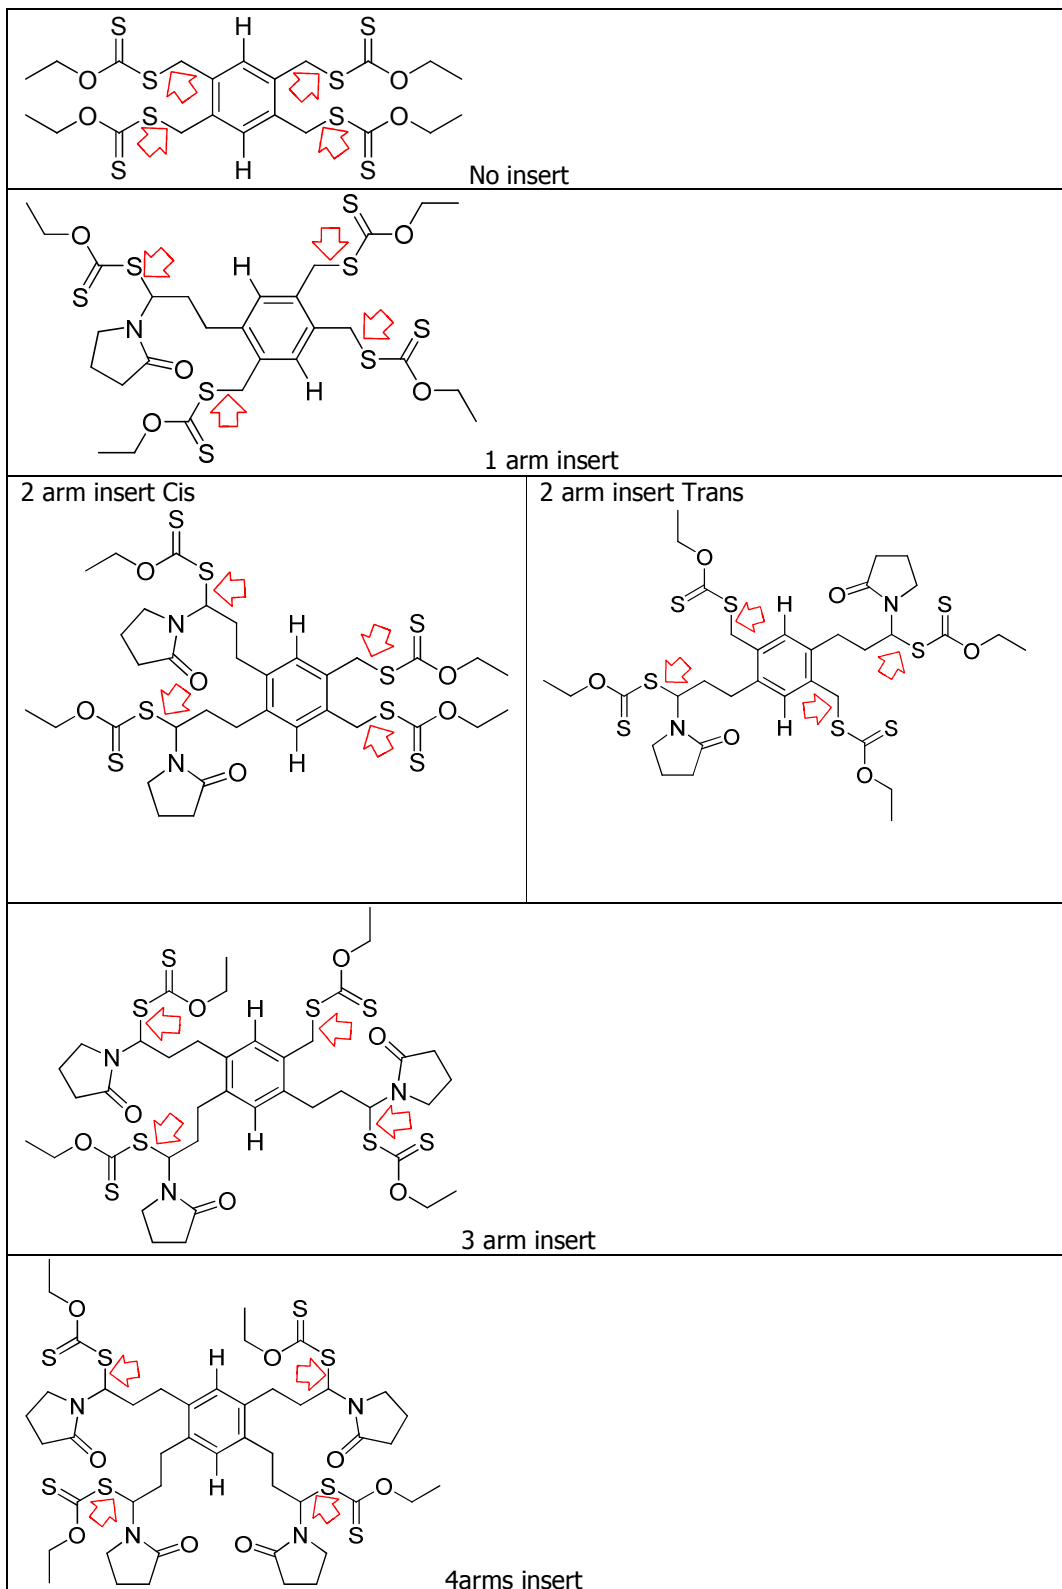 S H S
O S S O
O S S O
S H S
No insert
S
O O
S H S
S
N S S
O H
S O
O
S
1 arm insert
2 arm insert Cis
S
O S
N H S
O S O
O S S O
S N H S
O
2 arm insert Trans
O
O N
S S H S
S O
O S
S N H
O S S
O
3 arm insert
S O
S O S S
H O
N N
O
O S H S S
S N O
O
4arms insert
O S
S S O S
H
N N
O O
S S H S O
O N N S
O O